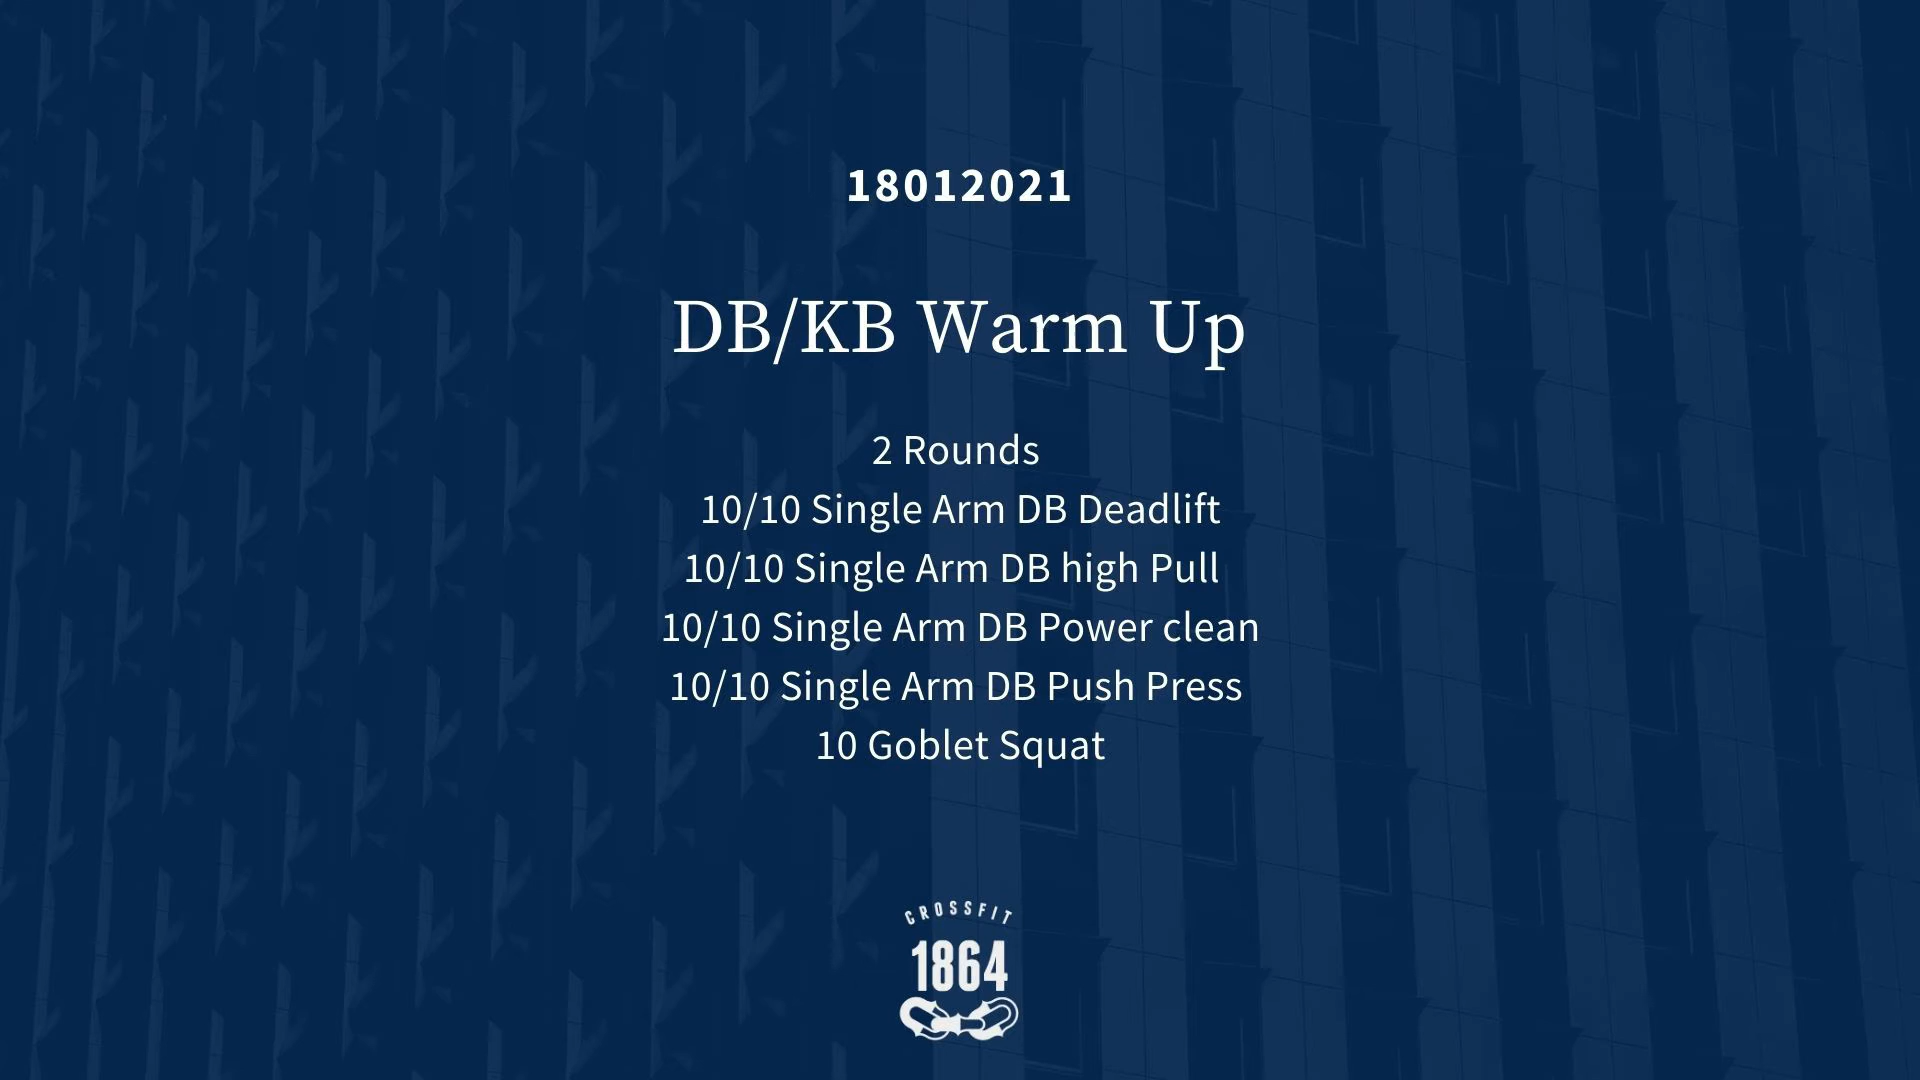 18012021
DB/KB Warm Up
2 Rounds
10/10 Single Arm DB Deadlift
10/10 Single Arm DB high Pull
10/10 Single Arm DB Power clean
10/10 Single Arm DB Push Press
10 Goblet Squat
CROSSFIT
1864